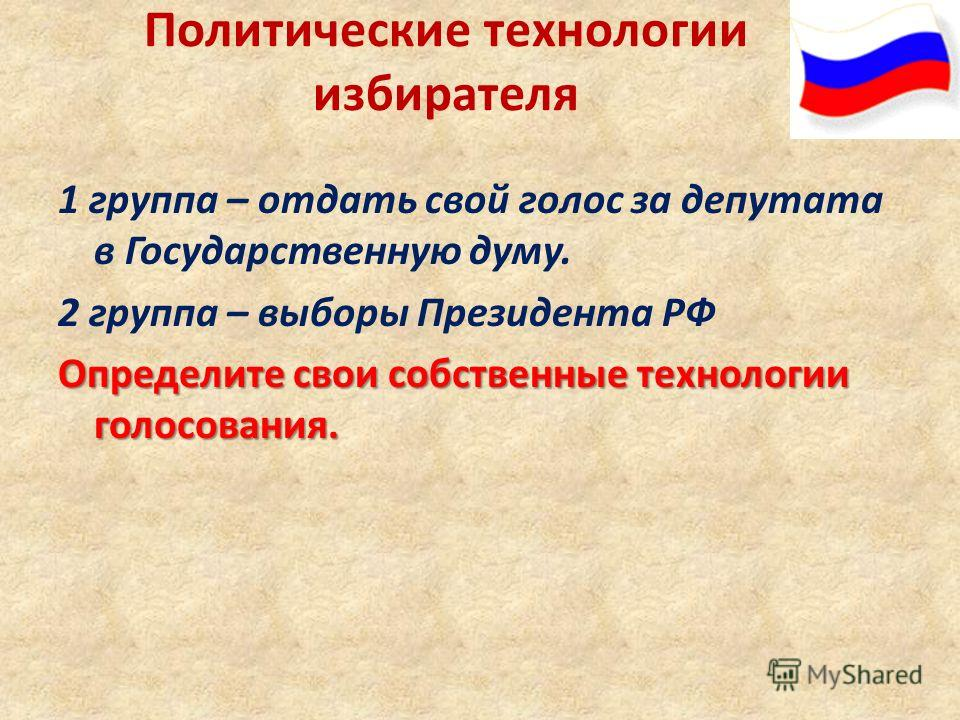 Политические технологии
избирателя
1 группа – отдать свой голос за депутата
в Государственную думу.
2 группа – выборы Президента РФ
Определите свои собственные технологии
голосования.
MyShared